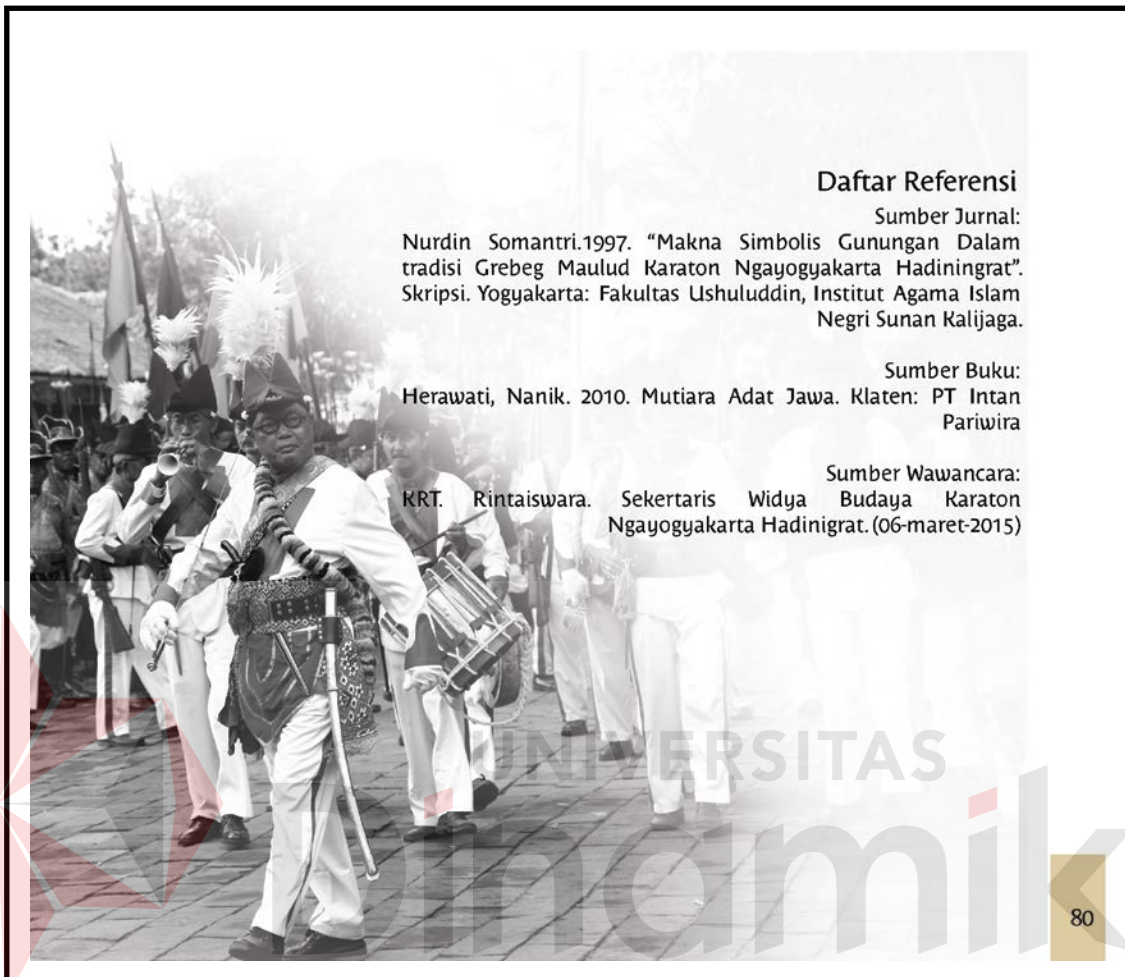 Daftar Referensi
Sumber Jurnal:
Nurdin Somantri.1997. “Makna Simbolis Gunungan Dalam
tradisi Grebeg Maulud Karaton Ngayogyakarta Hadiningrat”.
Skripsi. Yogyakarta: Fakultas Ushuluddin, Institut Agama Islam
Negri Sunan Kalijaga.
Sumber Buku:
Herawati, Nanik. 2010. Mutiara Adat Jawa. Klaten: PT Intan
Pariwira
Sumber Wawancara:
KRT. Rintaiswara. Sekertaris Widya Budaya Karaton
Ngayogyakarta Hadinigrat. (06-maret-2015)
UNIVERSITAS
Dinamik
80